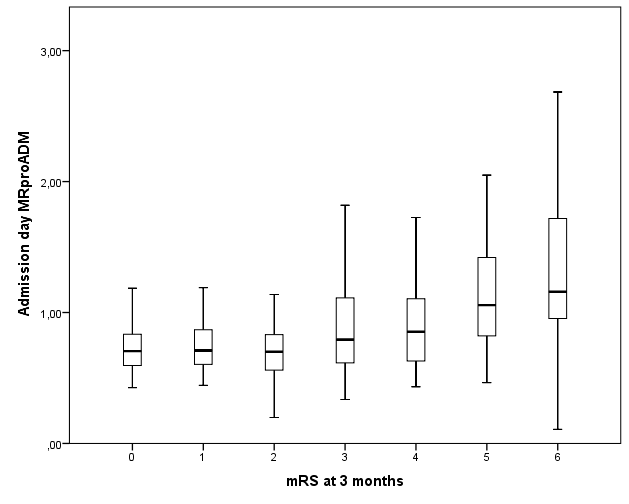 3,00
2,00
1,00
,00
Admission day MRproADM
0 1 2 3 4 5 6
mRS at 3 months